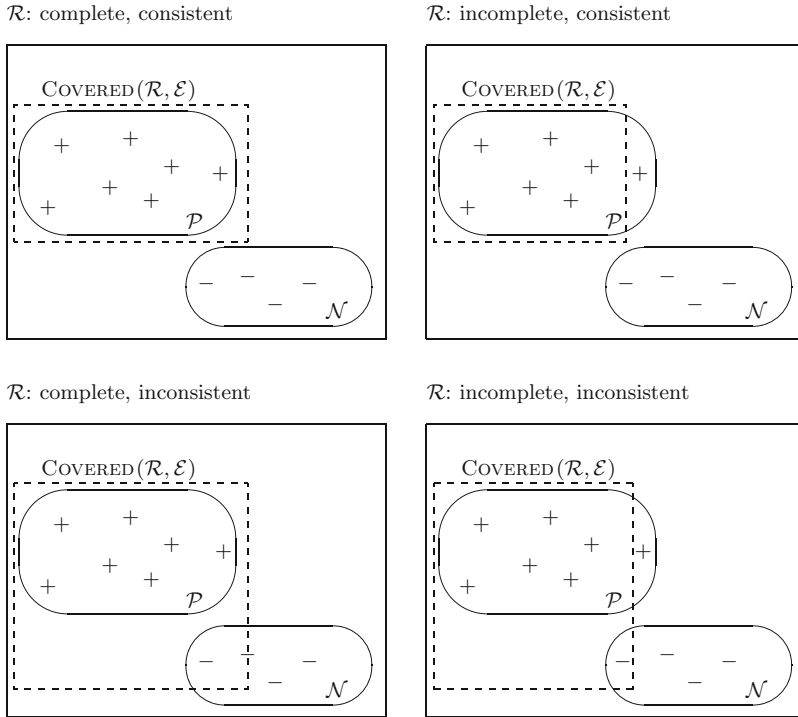 ℛ: complete, consistent
COVERED(ℛ, ℰ)
+ + + + + + +
𝒫
− − − −
𝒩
ℛ: incomplete, consistent
COVERED(ℛ, ℰ)
+ + + + + + +
𝒫
− − − −
𝒩
ℛ: complete, inconsistent
COVERED(ℛ, ℰ)
+ + + + + + +
𝒫
− − − −
𝒩
ℛ: incomplete, inconsistent
COVERED(ℛ, ℰ)
+ + + + + + +
𝒫
− − − −
𝒩